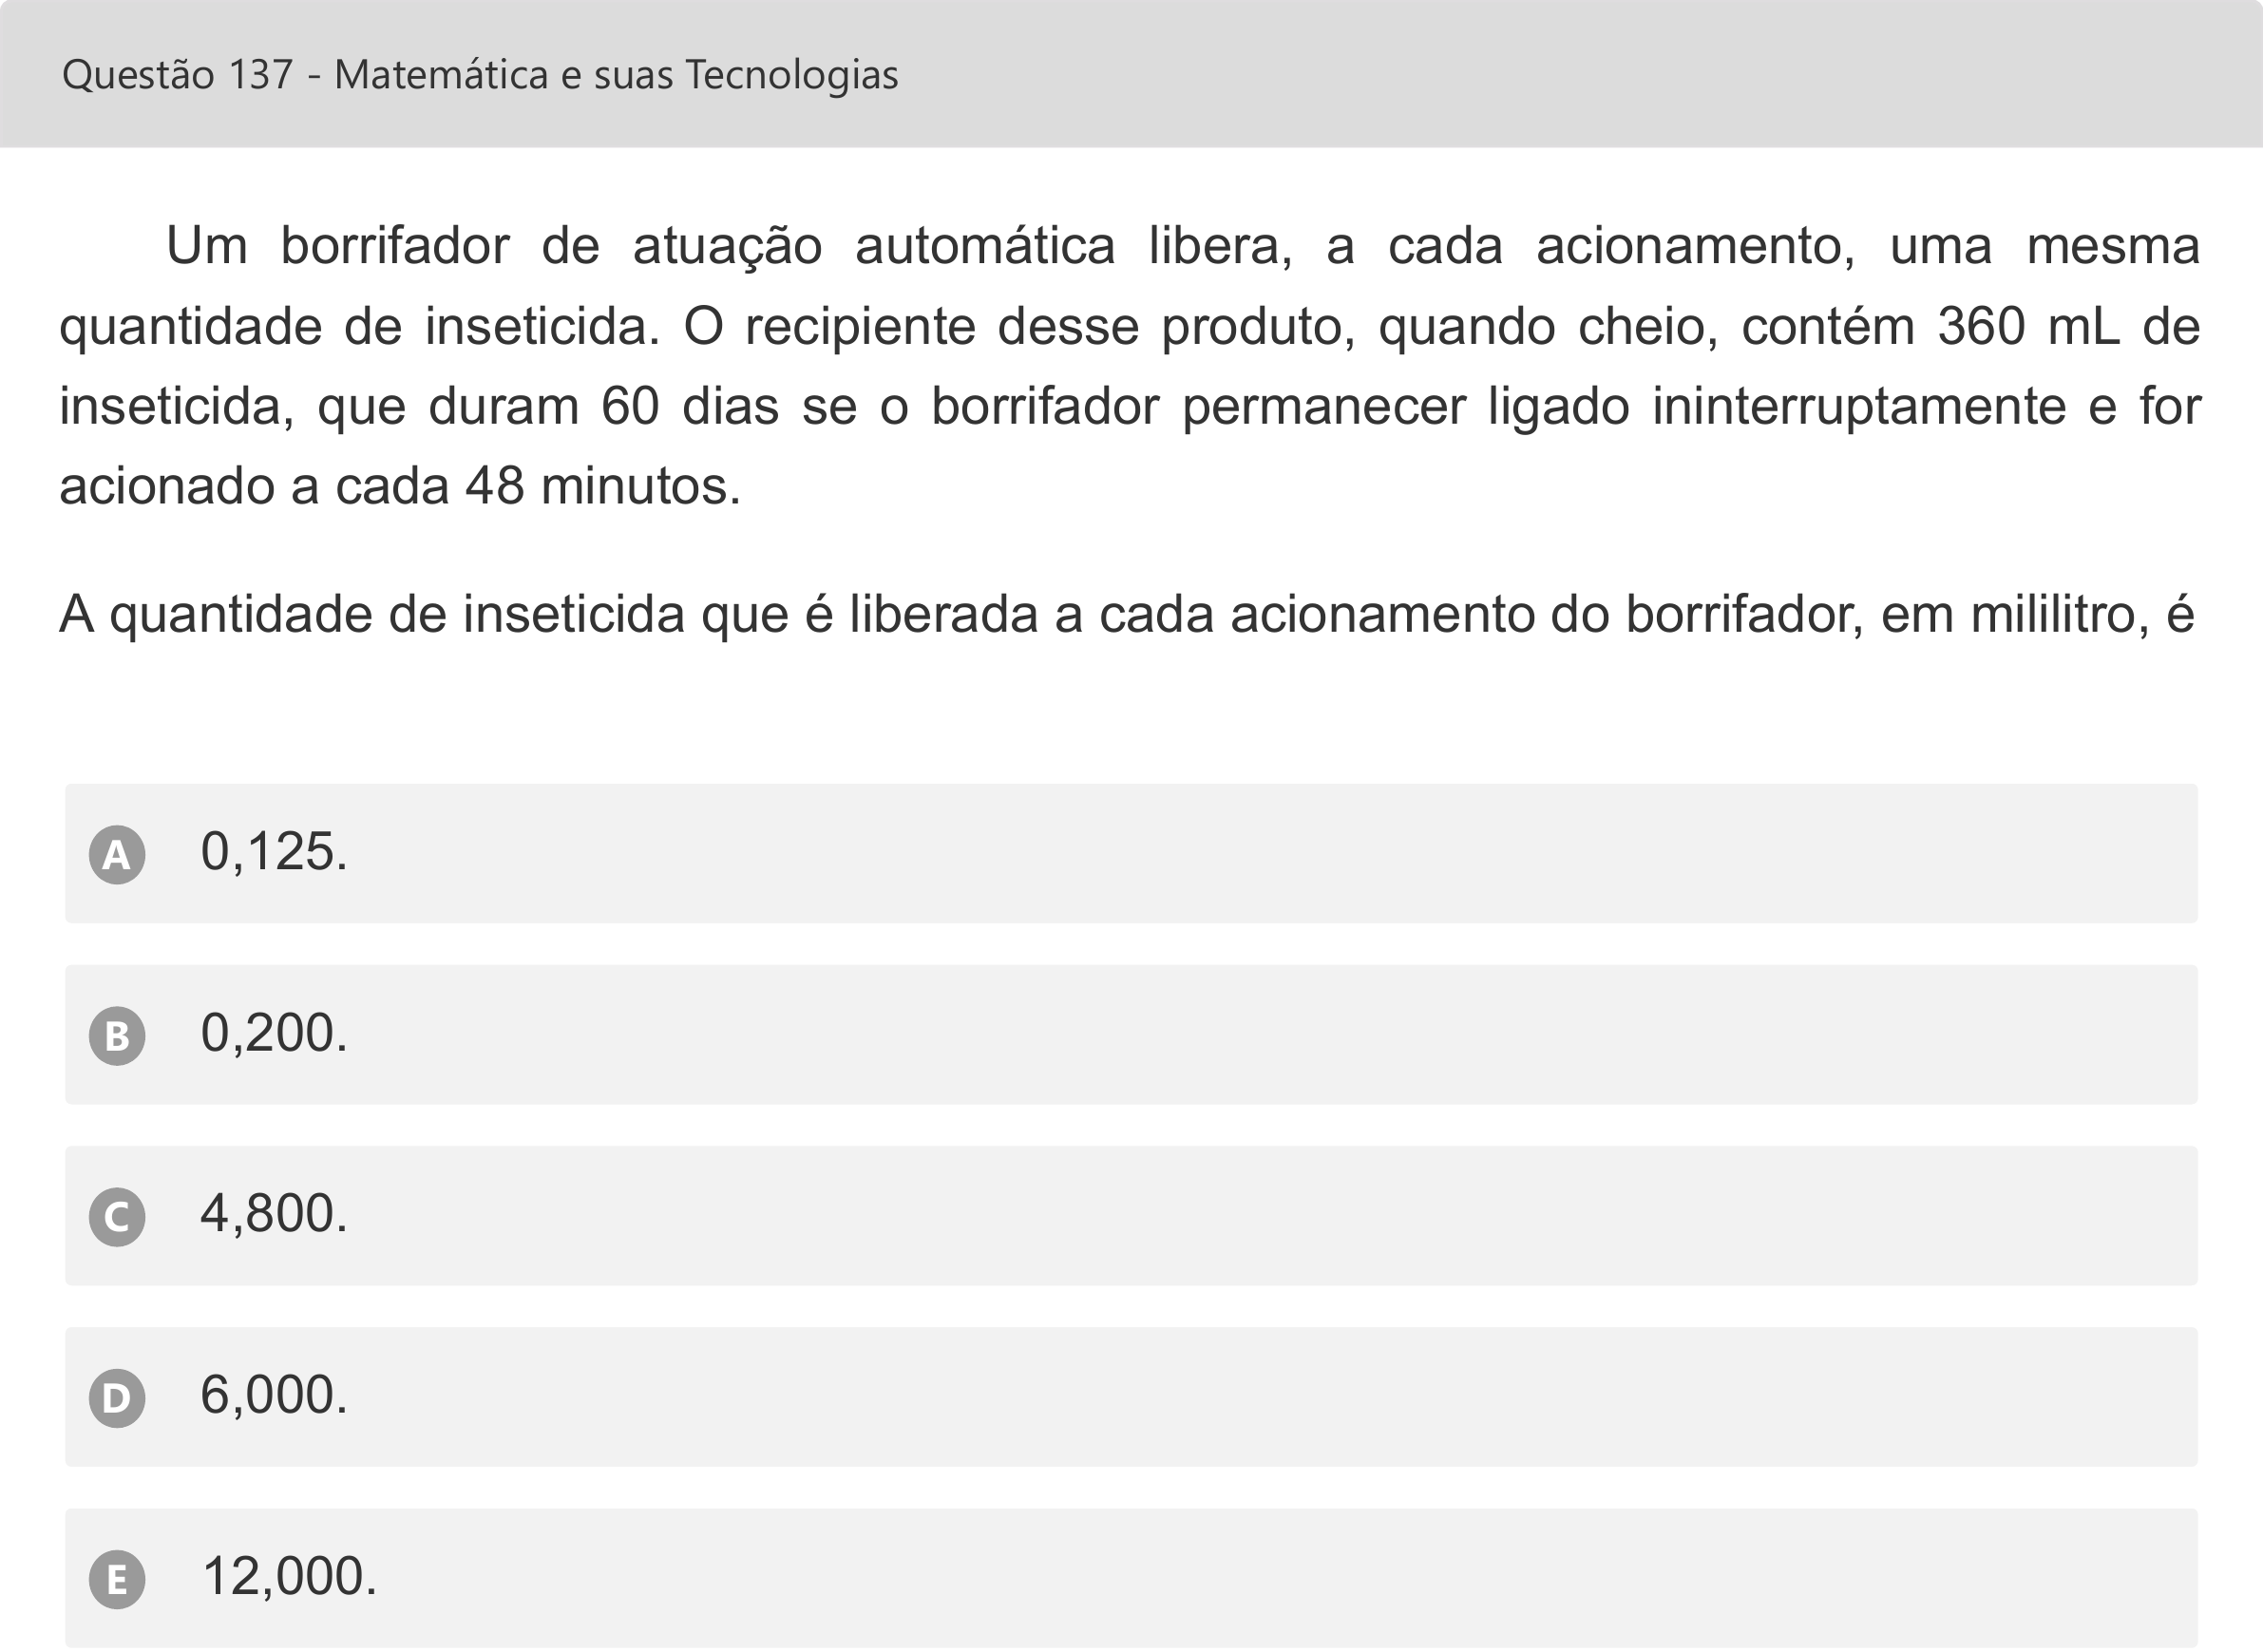 Questão 137 - Matemática e suas Tecnologias
Um borrifador de atuação automática libera, a cada acionamento, uma mesma
quantidade de inseticida. O recipiente desse produto, quando cheio, contém 360 mL de
inseticida, que duram 60 dias se o borrifador permanecer ligado ininterruptamente e for
acionado a cada 48 minutos.
A quantidade de inseticida que é liberada a cada acionamento do borrifador, em mililitro, é
A 0,125.
B 0,200.
C 4,800.
D 6,000.
E 12,000.